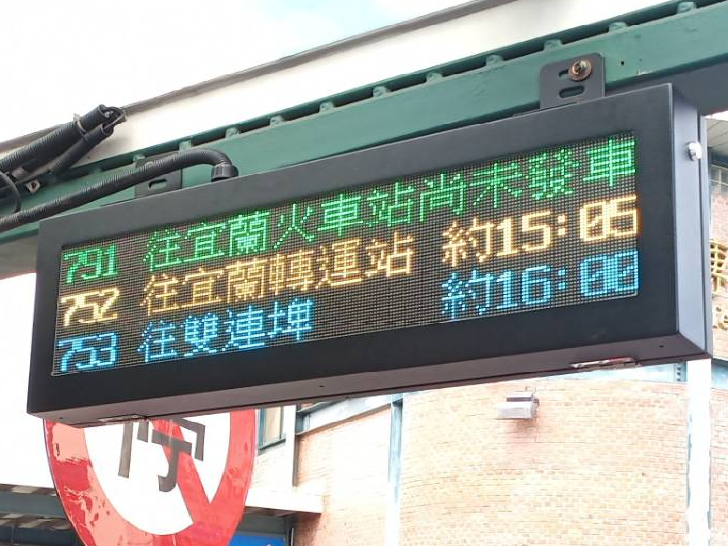 791 往宜蘭火車站尚未發車
752 往宜蘭轉運站 約15:05
753 往雙連埤 約16:00
停